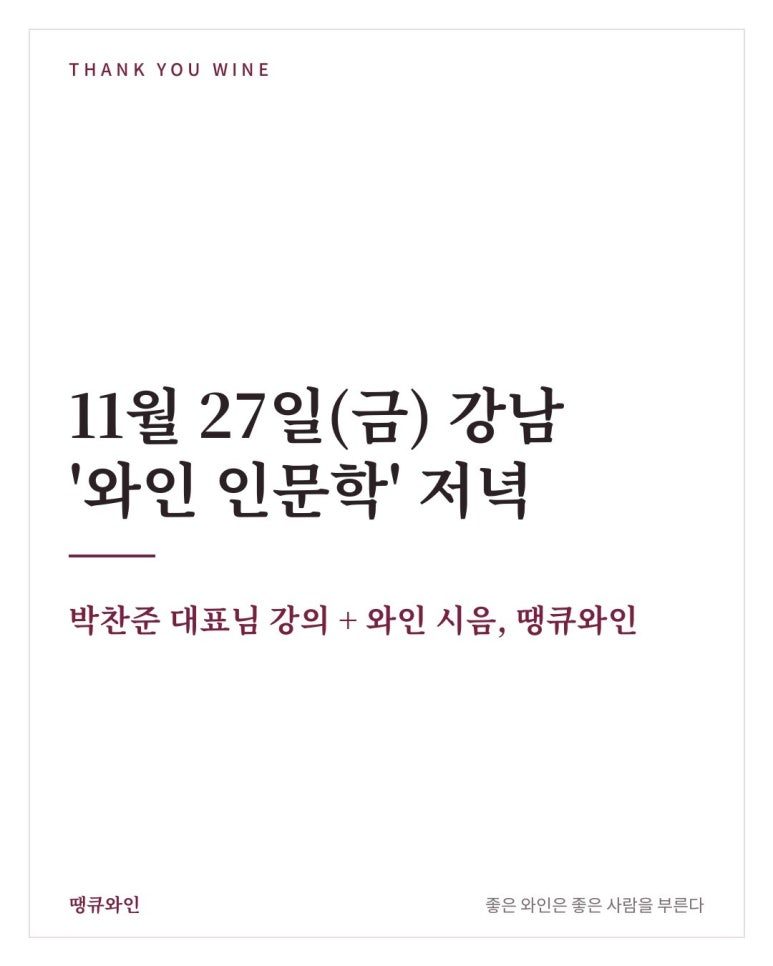 THANK YOU WINE
11월 27일(금) 강남
'와인 인문학' 저녁
박찬준 대표님 강의 + 와인 시음, 땡큐와인
땡큐와인
좋은 와인은 좋은 사람을 부른다